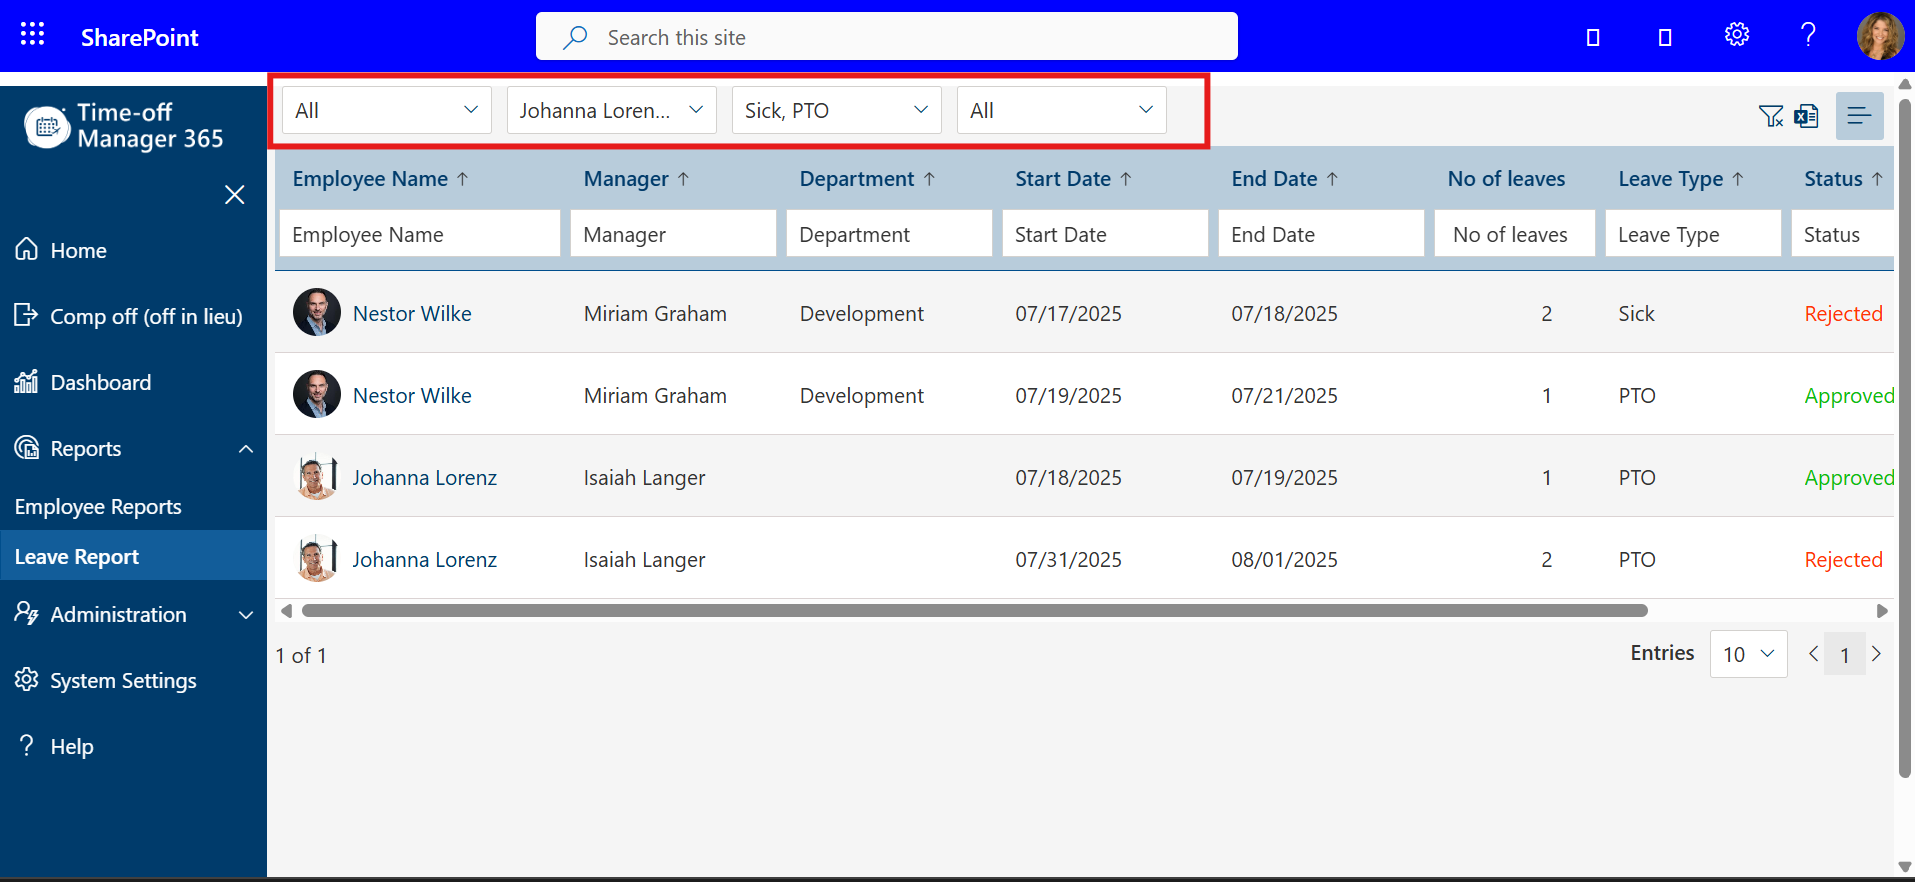 SharePoint
Search this site
Time-off
Manager 365
All
Johanna Loren...
Sick, PTO
All
Home
Comp off (off in lieu)
Dashboard
Reports
Employee Reports
Leave Report
Administration
System Settings
Help
Employee Name ↑ Manager ↑ Department ↑ Start Date ↑ End Date ↑ No of leaves Leave Type ↑ Status ↑
Employee Name Manager Department Start Date End Date No of leaves Leave Type Status
Nestor Wilke Miriam Graham Development 07/17/2025 07/18/2025 2 Sick Rejected
Nestor Wilke Miriam Graham Development 07/19/2025 07/21/2025 1 PTO Approved
Johanna Lorenz Isaiah Langer 07/18/2025 07/19/2025 1 PTO Approved
Johanna Lorenz Isaiah Langer 07/31/2025 08/01/2025 2 PTO Rejected
1 of 1
Entries 10 1